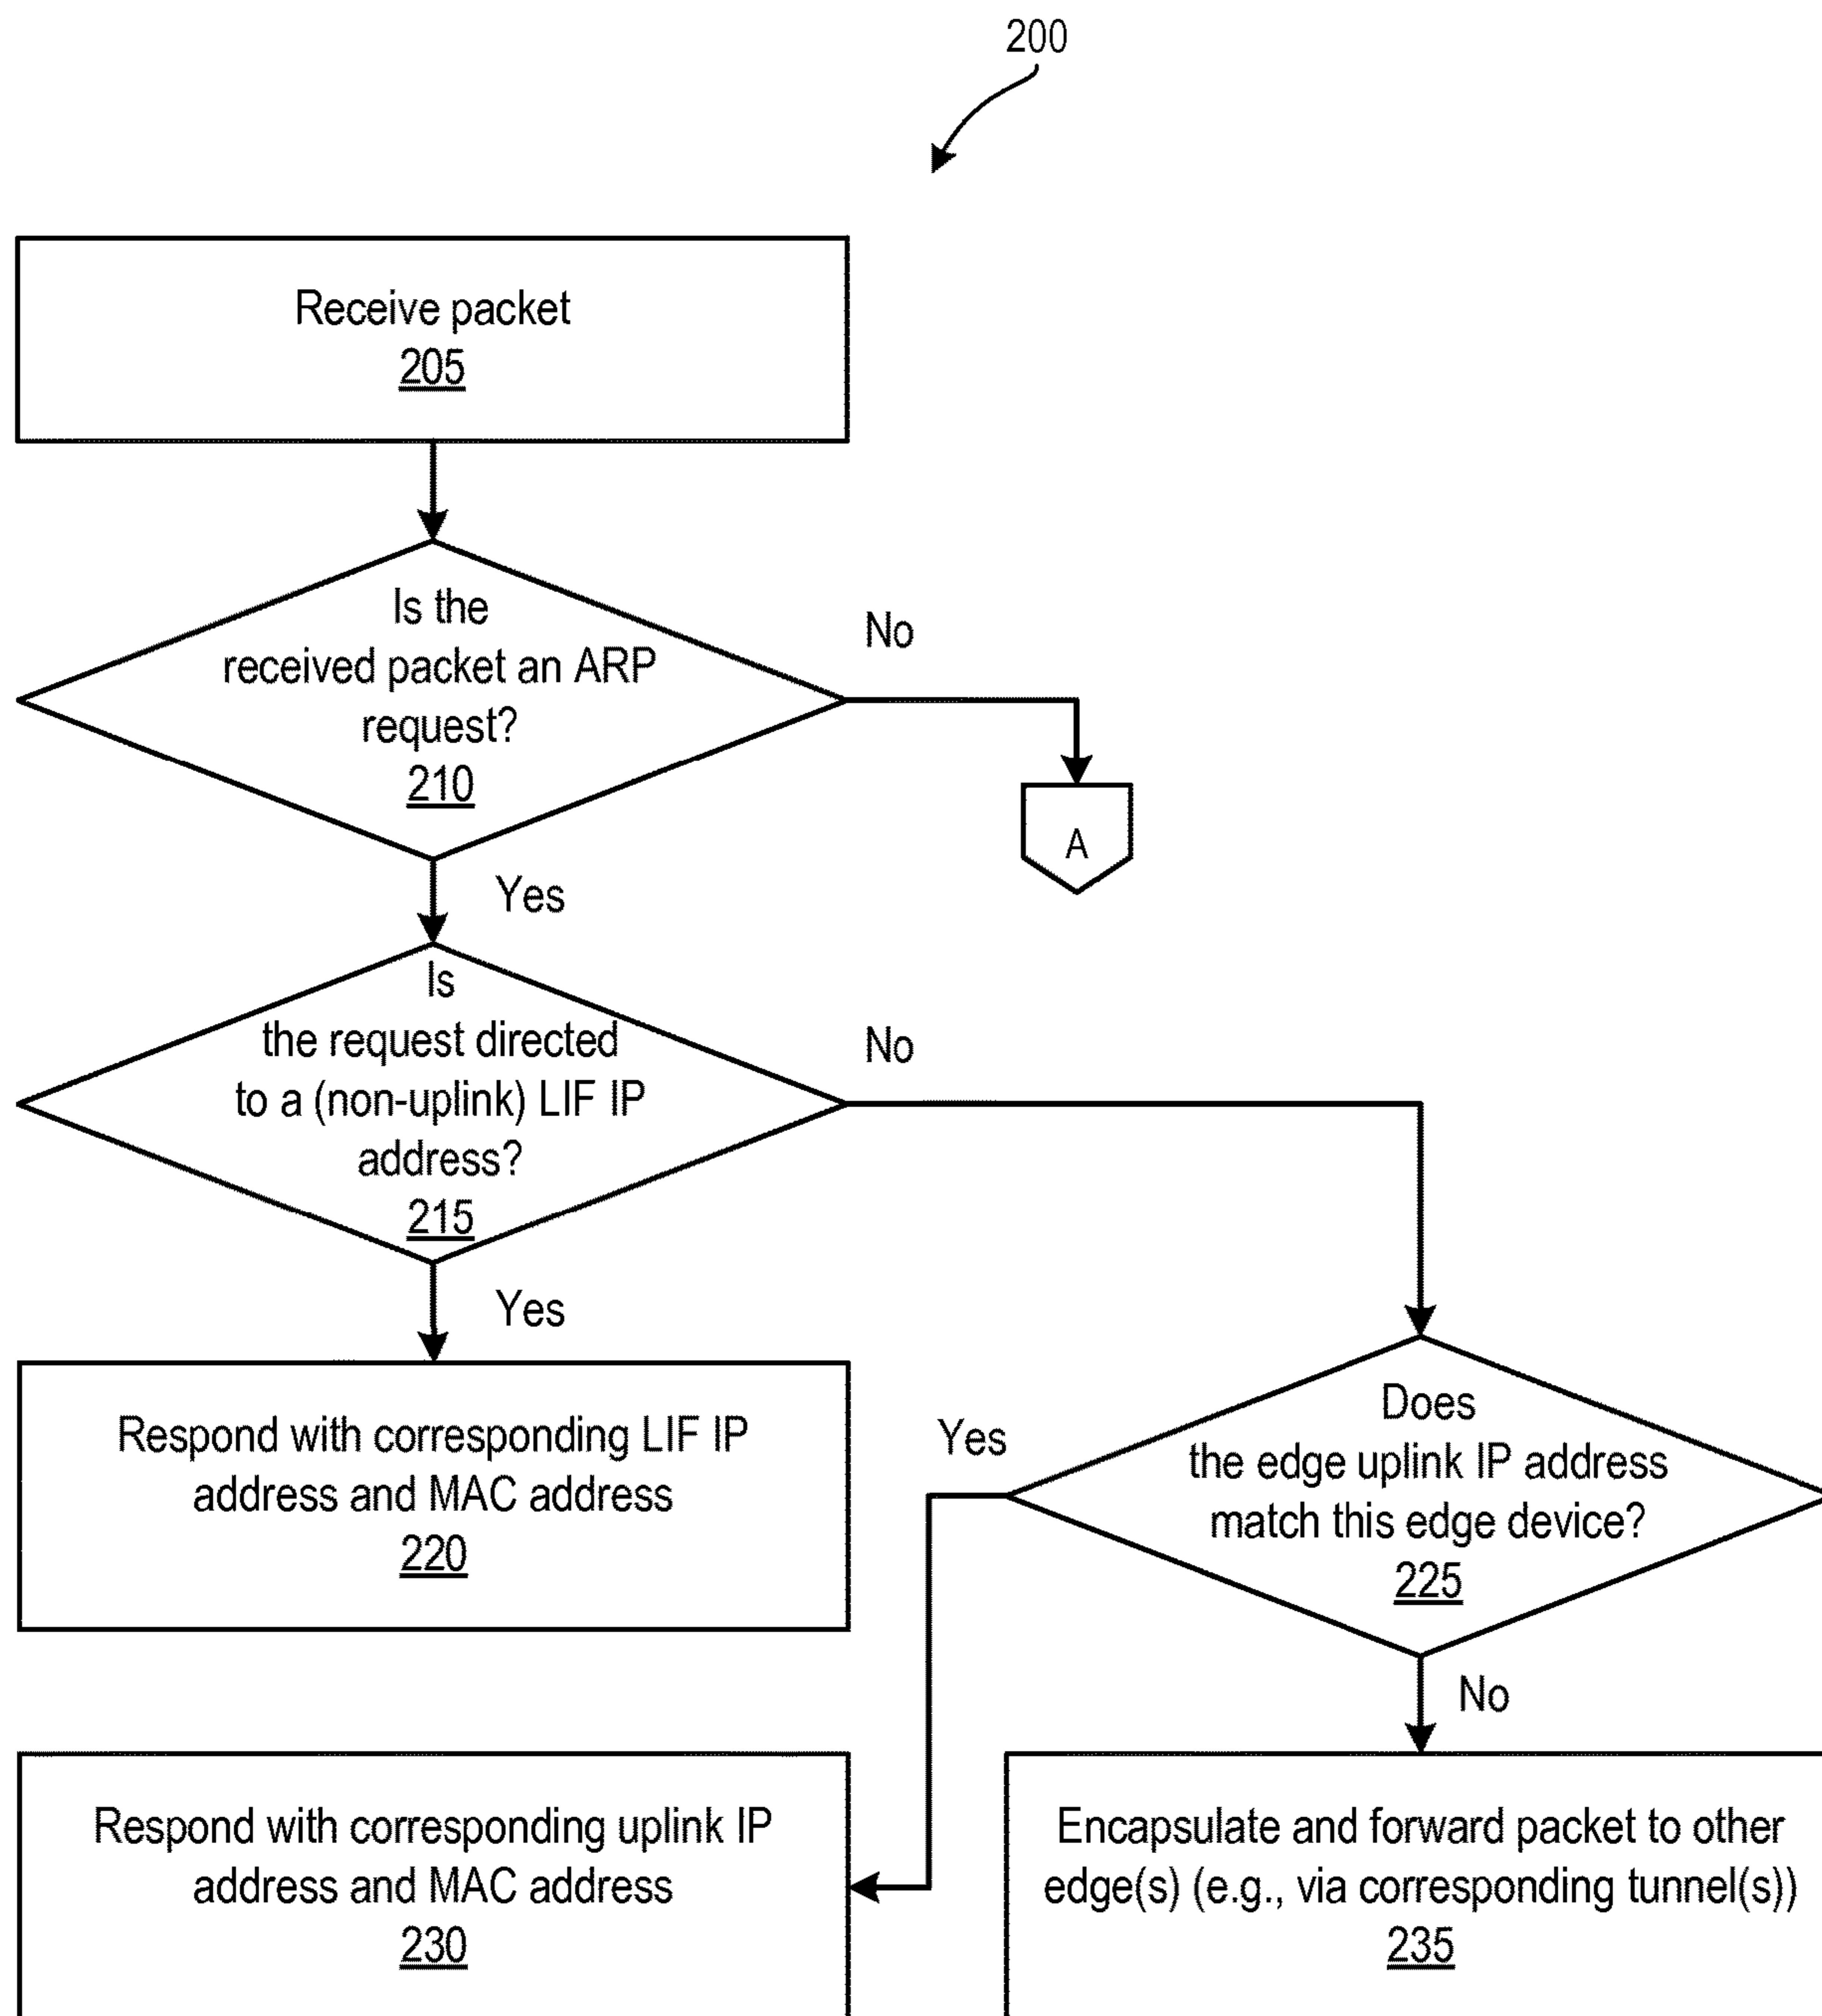 200
Receive packet
205
Is the
received packet an ARP
request?
210
No
A
Yes
Is
the request directed
to a (non-uplink) LIF IP
address?
215
No
Yes
Respond with corresponding LIF IP
address and MAC address
220
Does
the edge uplink IP address
match this edge device?
225
Yes
No
Respond with corresponding uplink IP
address and MAC address
230
Encapsulate and forward packet to other
edge(s) (e.g., via corresponding tunnel(s))
235